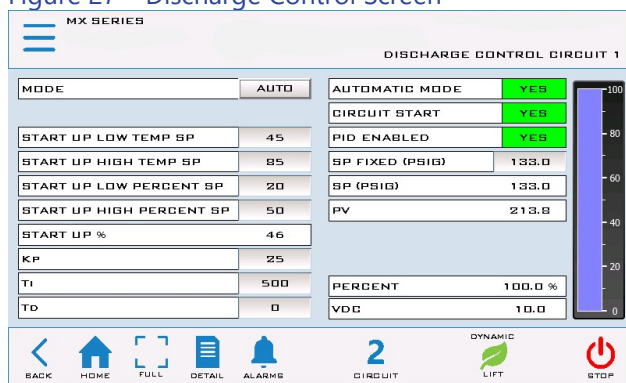 Figure 27 – Discharge Control Screen
MX SERIES
DISCHARGE CONTROL CIRCUIT 1
MODE AUTO
START UP LOW TEMP SP 45
START UP HIGH TEMP SP 85
START UP LOW PERCENT SP 20
START UP HIGH PERCENT SP 50
START UP % 46
KP 25
TI 500
TD 0
AUTOMATIC MODE YES
CIRCUIT START YES
PID ENABLED YES
SP FIXED (PSIG) 133.0
SP (PSIG) 133.0
PV 213.8
PERCENT 100.0 %
VDC 10.0
100
80
60
40
20
0
BACK
HOME
FULL
DETAIL
ALARMS
2
CIRCUIT
DYNAMIC
LIFT
STOP